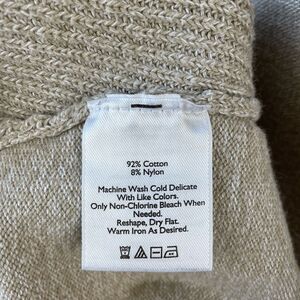 92% Cotton
8% Nylon
Machine Wash Cold Delicate
With Like Colors.
Only Non-Chlorine Bleach When
Needed.
Reshape, Dry Flat.
Warm Iron As Desired.